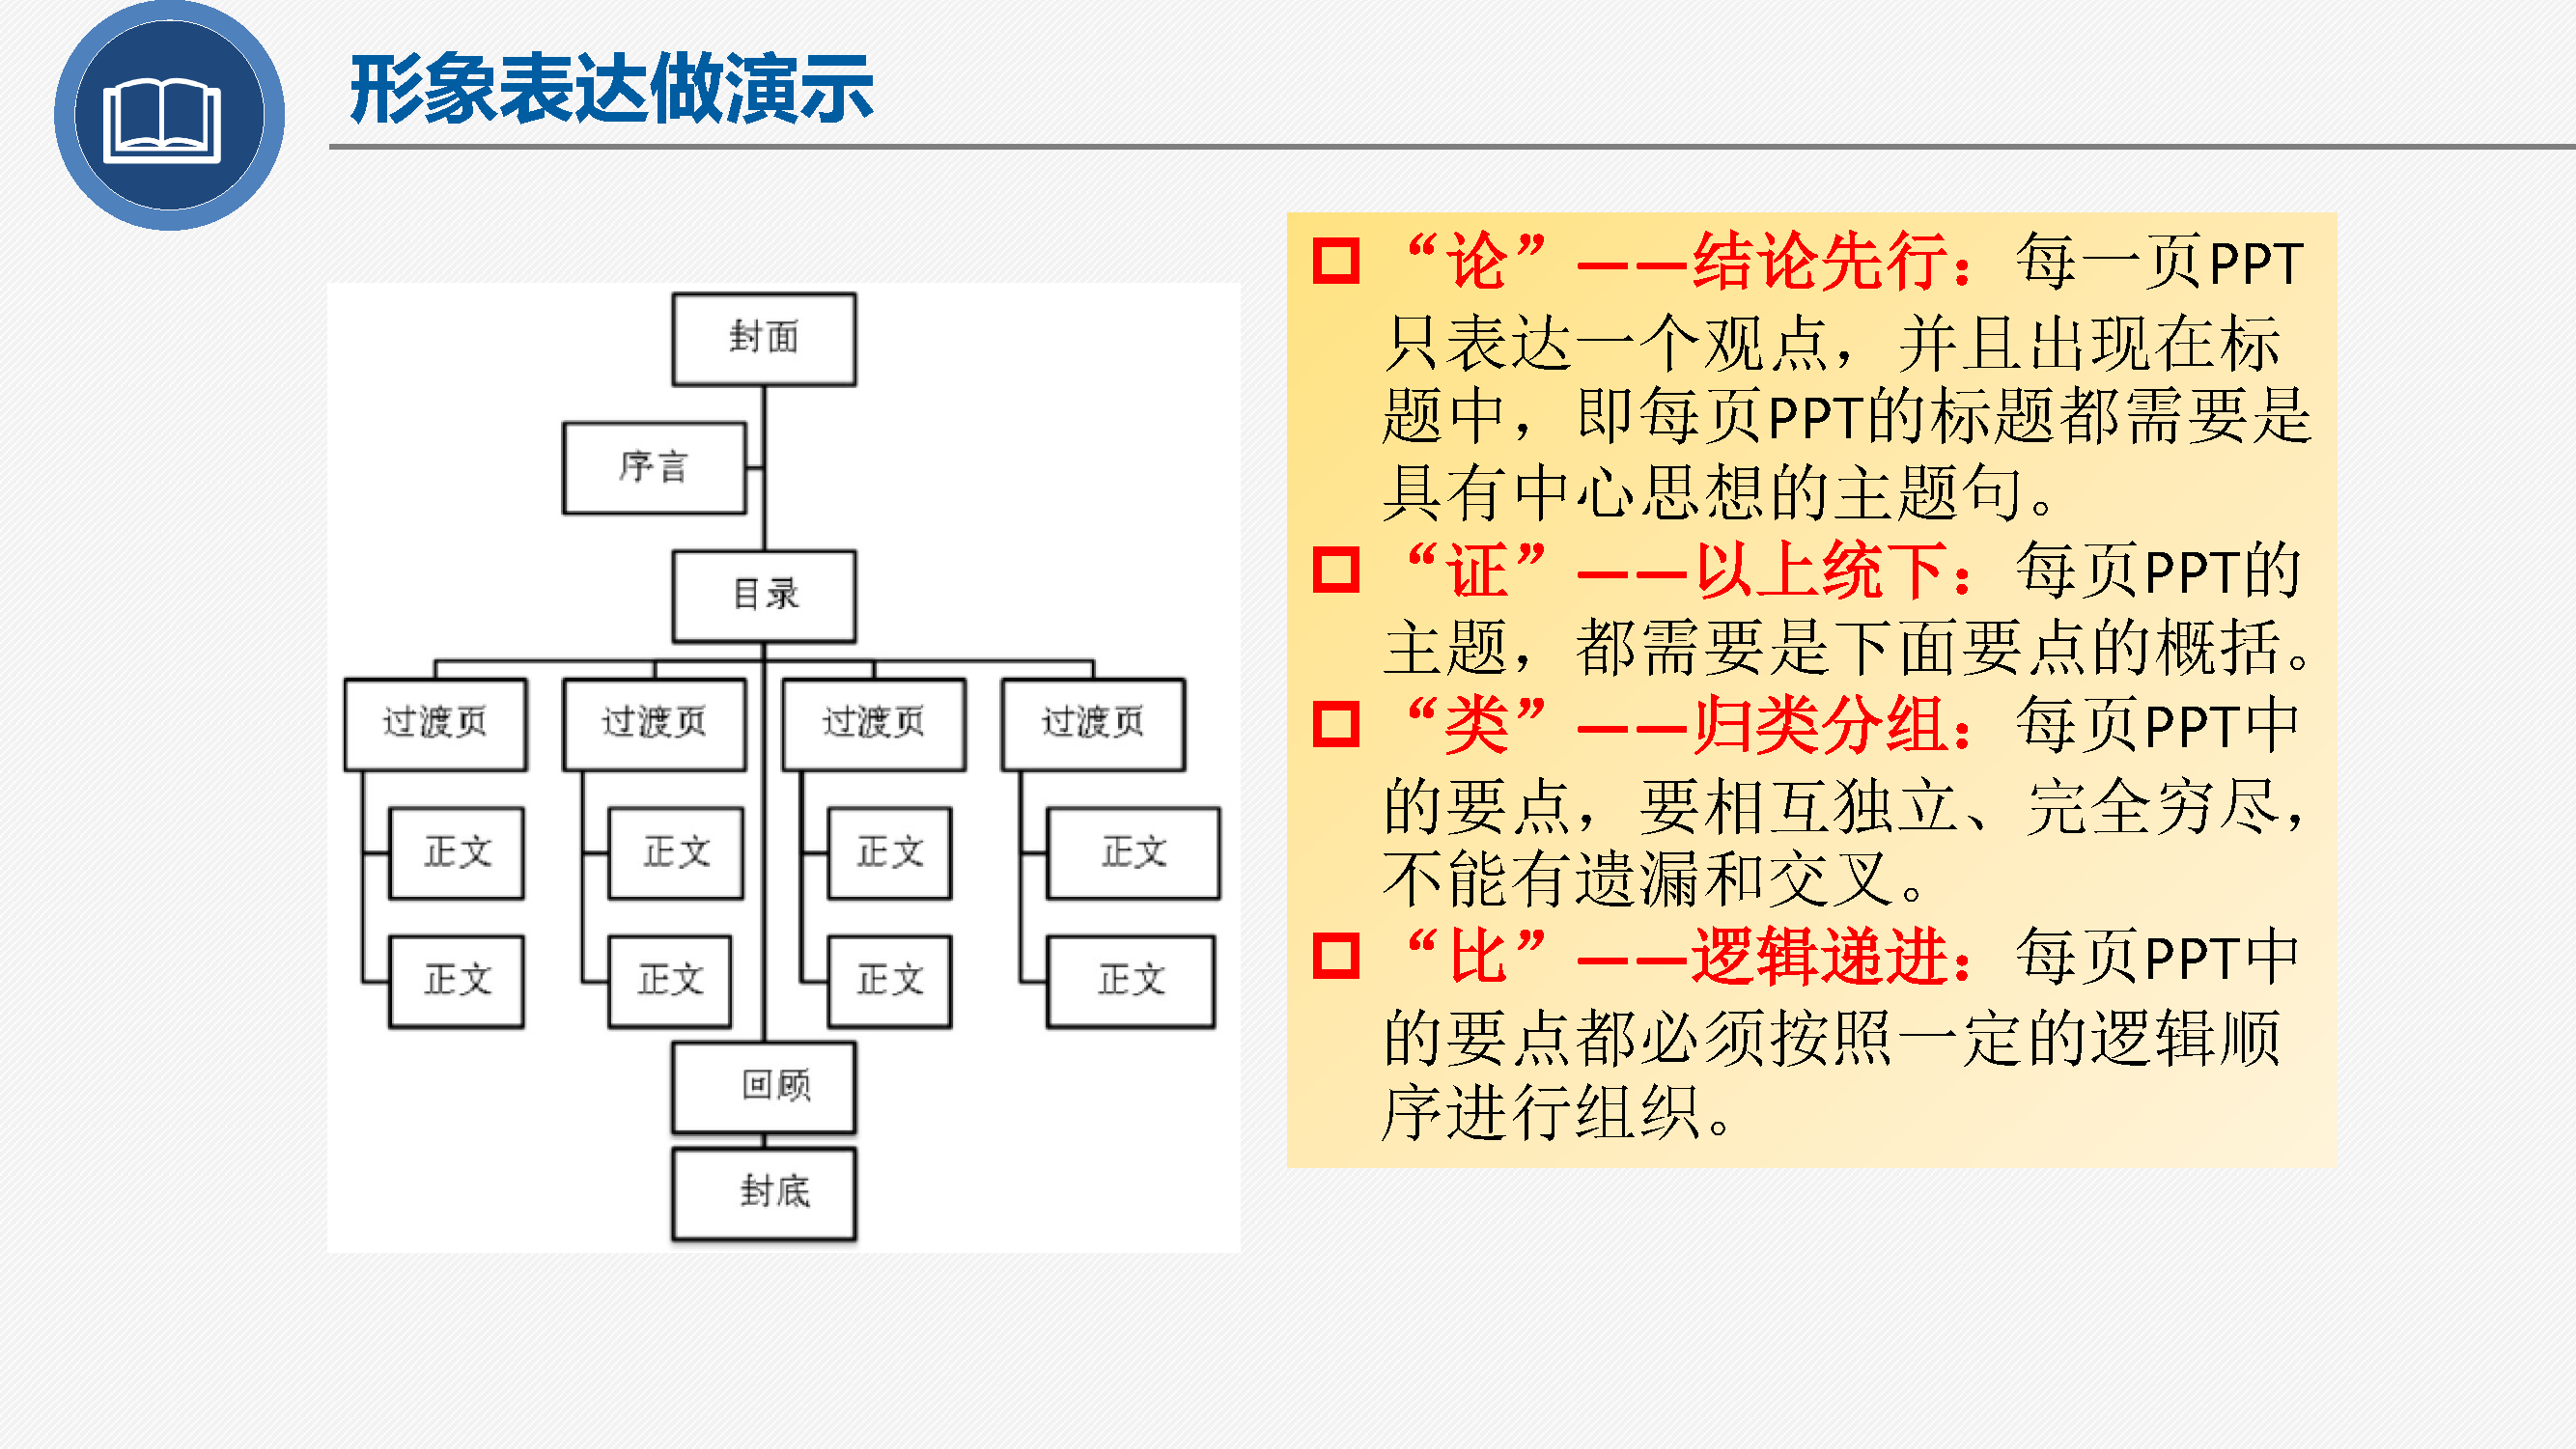 形象表达做演示
封面
序言
目录
过渡页 过渡页 过渡页 过渡页
正文 正文 正文 正文
正文 正文 正文 正文
回顾
封底
“论”——结论先行：每一页PPT
只表达一个观点，并且出现在标
题中，即每页PPT的标题都需要是
具有中心思想的主题句。
“证”——以上统下：每页PPT的
主题，都需要是下面要点的概括。
“类”——归类分组：每页PPT中
的要点，要相互独立、完全穷尽，
不能有遗漏和交叉。
“比”——逻辑递进：每页PPT中
的要点都必须按照一定的逻辑顺
序进行组织。